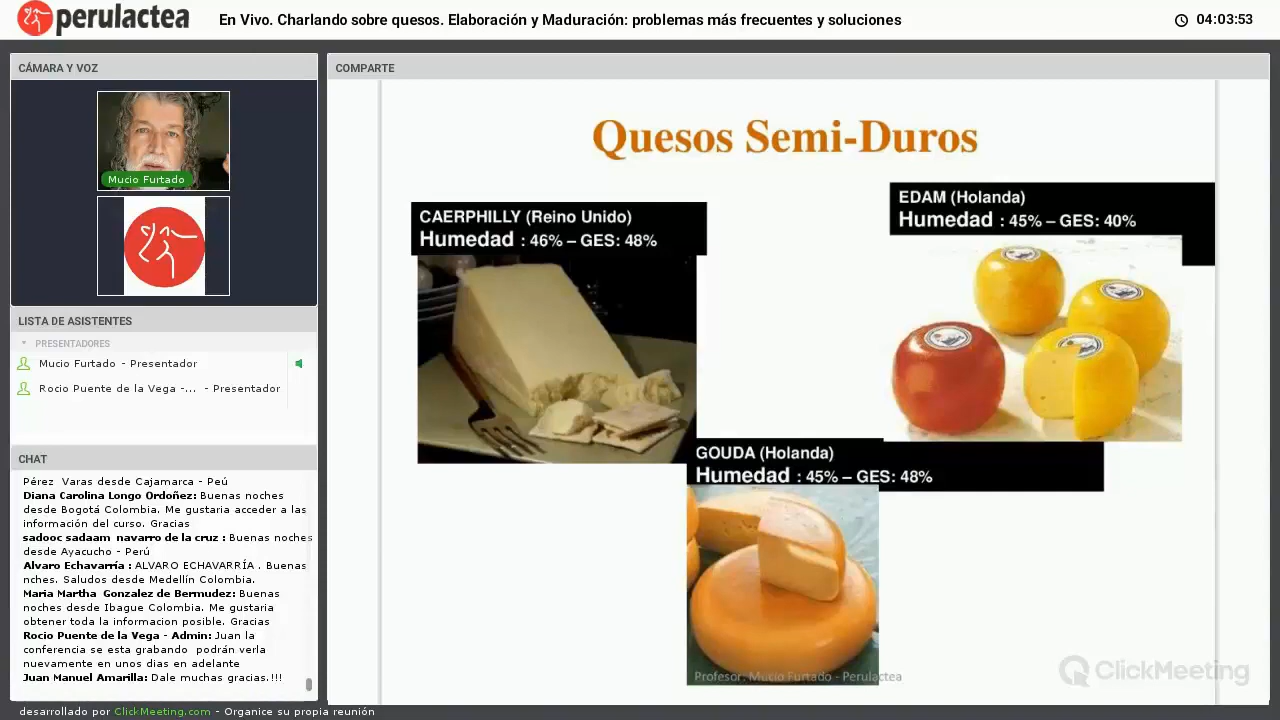 perulactea
En Vivo. Charlando sobre quesos. Elaboración y Maduración: problemas más frecuentes y soluciones
04:03:53
CÁMARA Y VOZ
Mucio Furtado
LISTA DE ASISTENTES
PRESENTADORES
Mucio Furtado - Presentador
Rocio Puente de la Vega -... - Presentador
CHAT
Pérez Varas desde Cajamarca - Peú
Diana Carolina Longo Ordoñez: Buenas noches
desde Bogotá Colombia. Me gustaria acceder a las
información del curso. Gracias
sadooc sadaam navarro de la cruz : Buenas noches
desde Ayacucho - Perú
Alvaro Echavarría : ALVARO ECHAVARRÍA . Buenas
nches. Saludos desde Medellín Colombia.
Maria Martha Gonzalez de Bermudez: Buenas
noches desde Ibague Colombia. Me gustaria
obtener toda la informacion posible. Gracias
Rocio Puente de la Vega - Admin: Juan la
conferencia se esta grabando podrán verla
nuevamente en unos dias en adelante
Juan Manuel Amarilla: Dale muchas gracias.!!!
COMPARTE
Quesos Semi-Duros
CAERPHILLY (Reino Unido)
Humedad : 46% – GES: 48%
EDAM (Holanda)
Humedad : 45% – GES: 40%
GOUDA (Holanda)
Humedad : 45% – GES: 48%
Profesor. Mucio Furtado - Perulactea
ClickMeeting
desarrollado por ClickMeeting.com - Organice su propia reunión